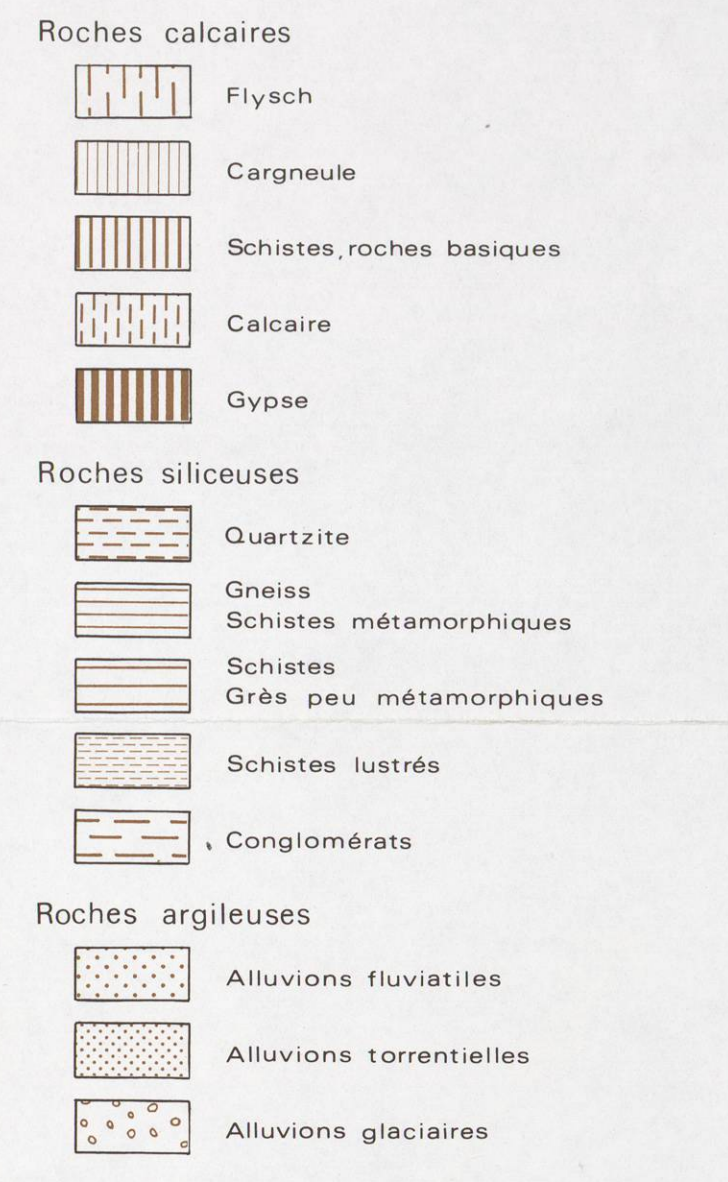 Roches calcaires
Flysch
Cargneule
Schistes, roches basiques
Calcaire
Gypse
Roches siliceuses
Quartzite
Gneiss
Schistes métamorphiques
Schistes
Grès peu métamorphiques
Schistes lustrés
Conglomérats
Roches argileuses
Alluvions fluviatiles
Alluvions torrentielles
Alluvions glaciaires